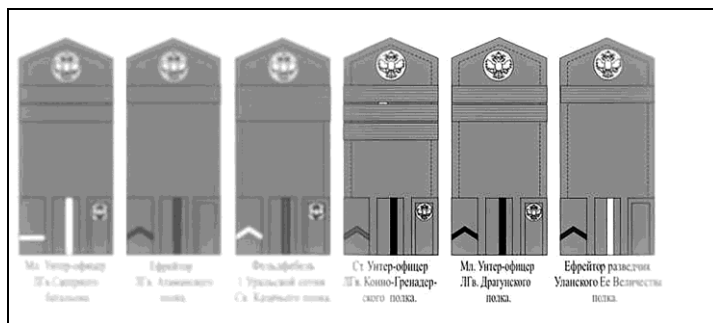 Мл. Унтер-офицер
ЛГв. Саперного
батальона.
Ефрейтор
ЛГв. Атаманского
полка.
Фельдфебель
1 Уральской сотни
Св. Казачьего полка.
Ст. Унтер-офицер
ЛГв. Конно-Гренадер-
ского полка.
Мл. Унтер-офицер
ЛГв. Драгунского
полка.
Ефрейтор разведчик
Уланского Ее Величества
полка.